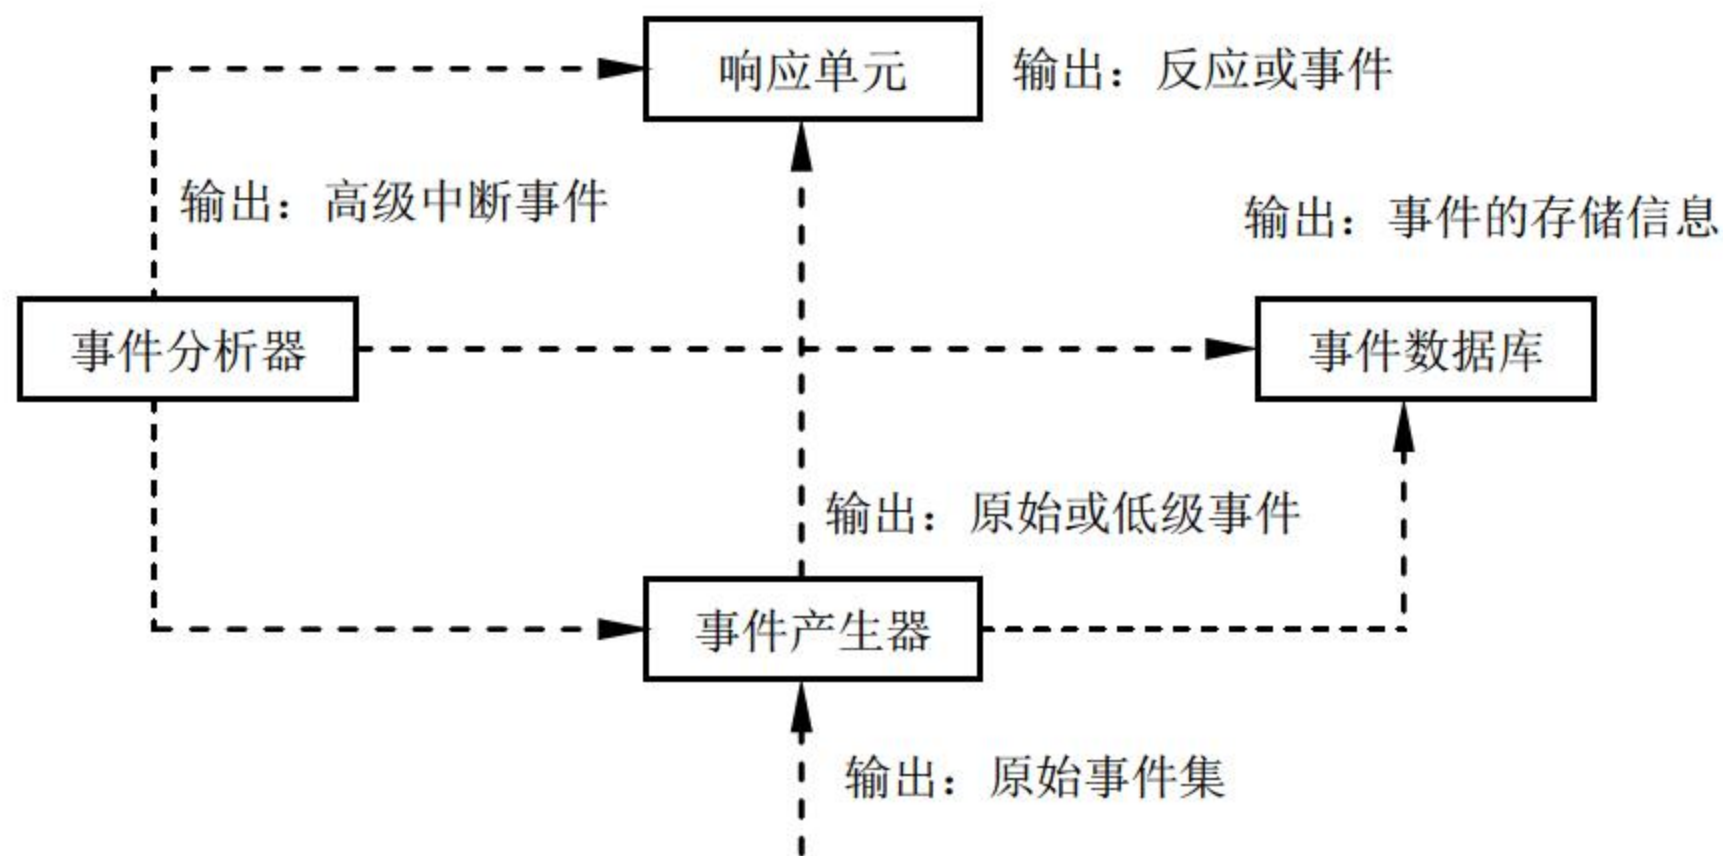 响应单元
输出：反应或事件
输出：高级中断事件
输出：事件的存储信息
事件分析器
事件数据库
输出：原始或低级事件
事件产生器
输出：原始事件集